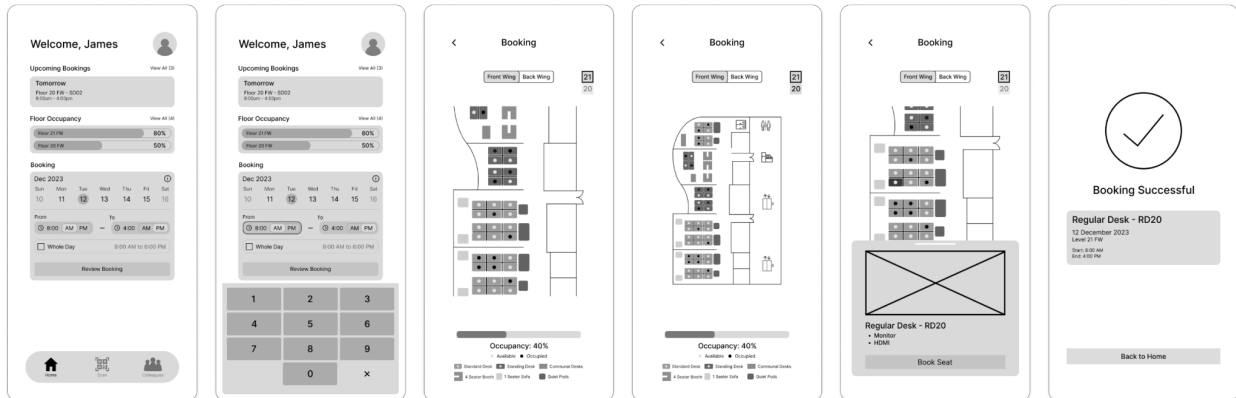 Welcome, James
Upcoming Bookings View All (3)
Tomorrow
Floor 20 FW - SD02
8:00am - 4:00pm
Floor Occupancy View All (4)
Floor 21 FW 80%
Floor 20 FW 50%
Booking
Dec 2023
Sun Mon Tue Wed Thu Fri Sat
10 11 12 13 14 15 16
From To
8:00 AM PM – 4:00 AM PM
Whole Day 8:00 AM to 6:00 PM
Review Booking
Home Scan Colleagues
Welcome, James
Upcoming Bookings View All (3)
Tomorrow
Floor 20 FW - SD02
8:00am - 4:00pm
Floor Occupancy View All (4)
Floor 21 FW 80%
Floor 20 FW 50%
Booking
Dec 2023
Sun Mon Tue Wed Thu Fri Sat
10 11 12 13 14 15 16
From To
8:00 AM PM – 4:00 AM PM
Whole Day 8:00 AM to 6:00 PM
Review Booking
1 2 3
4 5 6
7 8 9
0 ×
< Booking
Front Wing Back Wing 21
20
Occupancy: 40%
Available Occupied
Standard Desk Standing Desk Communal Desks
4 Seater Booth 1 Seater Sofa Quiet Pods
< Booking
Front Wing Back Wing 21
20
Occupancy: 40%
Available Occupied
Standard Desk Standing Desk Communal Desks
4 Seater Booth 1 Seater Sofa Quiet Pods
< Booking
Front Wing Back Wing 21
20
Regular Desk - RD20
• Monitor
• HDMI
Book Seat
Booking Successful
Regular Desk - RD20
12 December 2023
Level 21 FW
Start: 8:00 AM
End: 4:00 PM
Back to Home